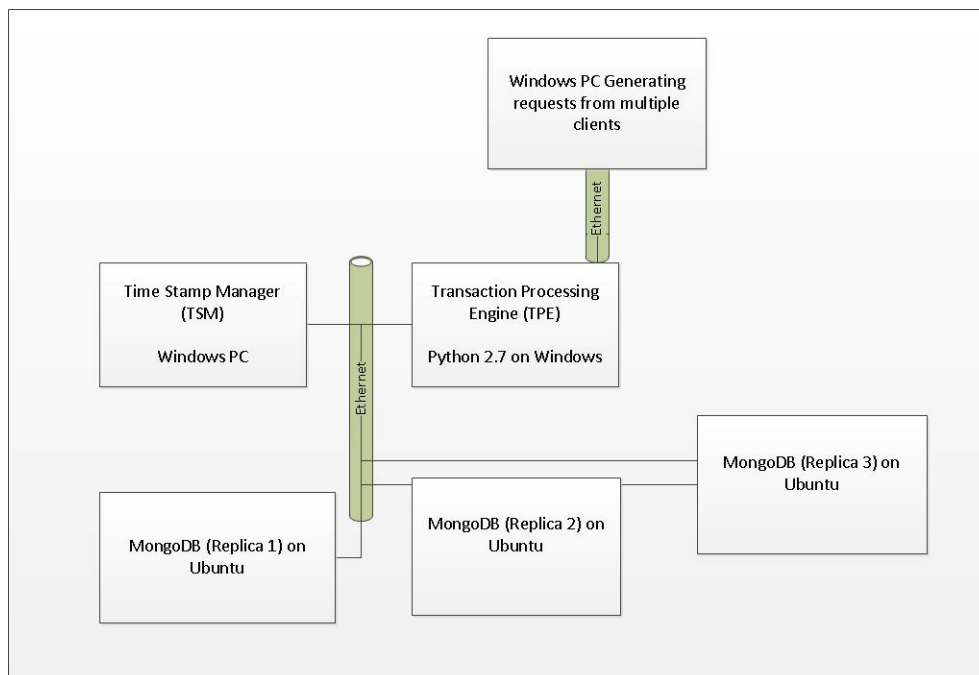 Windows PC Generating
requests from multiple
clients
Ethernet
Time Stamp Manager
(TSM)
Windows PC
Ethernet
Transaction Processing
Engine (TPE)
Python 2.7 on Windows
MongoDB (Replica 3) on
Ubuntu
MongoDB (Replica 1) on
Ubuntu
MongoDB (Replica 2) on
Ubuntu